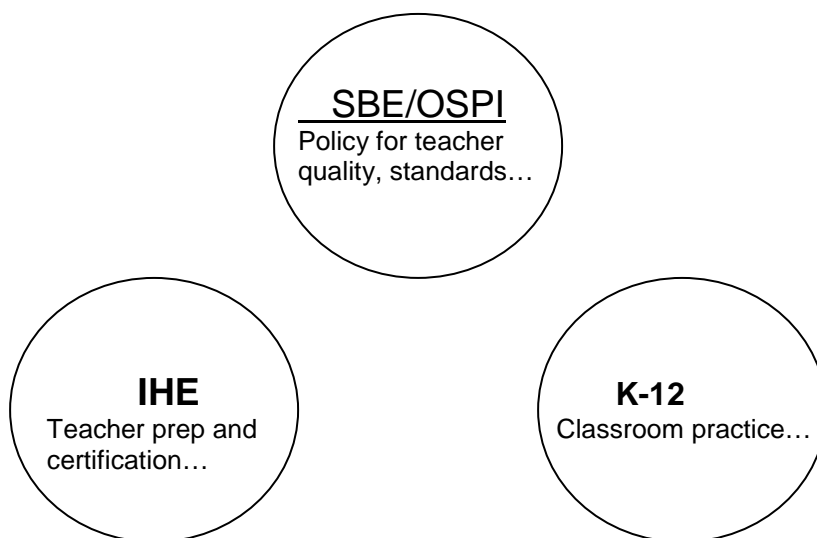 SBE/OSPI
Policy for teacher
quality, standards…
IHE
Teacher prep and
certification…
K-12
Classroom practice…